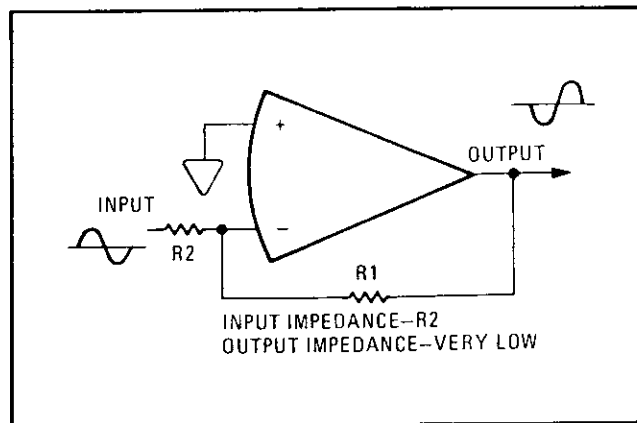 +
OUTPUT
INPUT
R2
−
R1
INPUT IMPEDANCE–R2
OUTPUT IMPEDANCE–VERY LOW